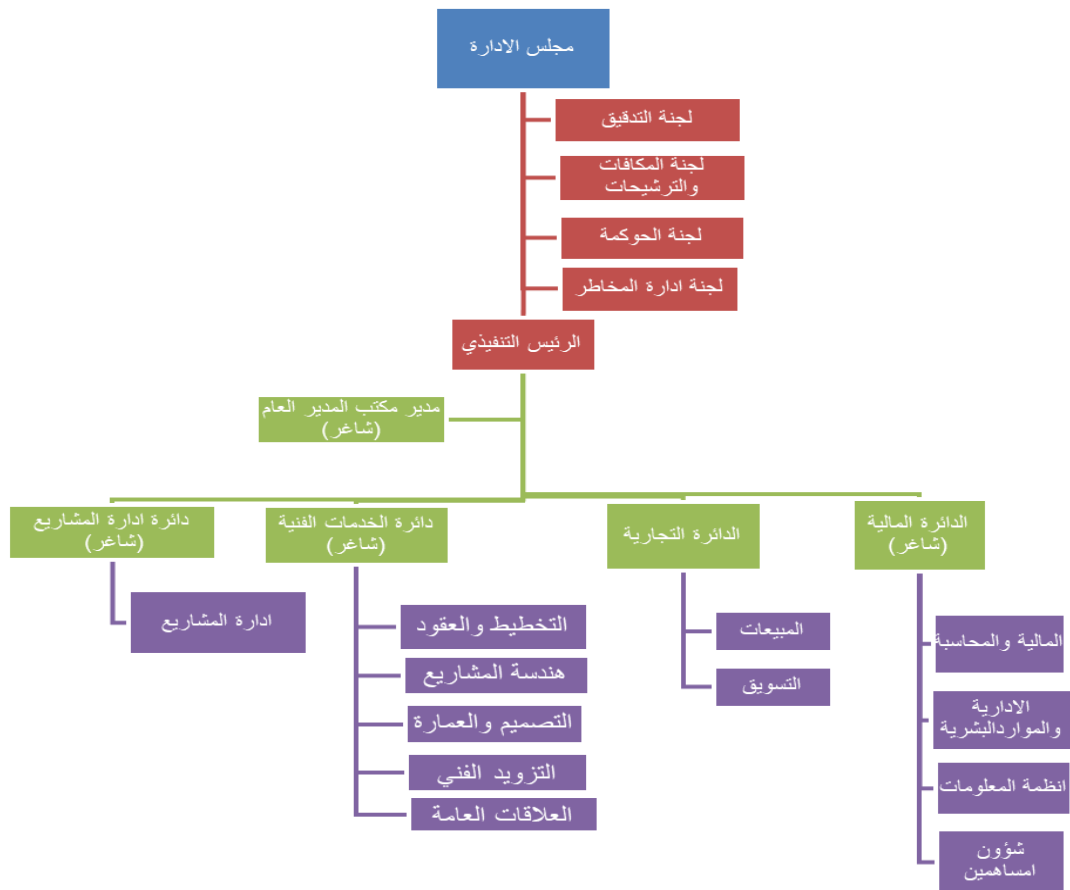 مجلس الادارة
لجنة التدقيق
لجنة المكافات
والترشيحات
لجنة الحوكمة
لجنة ادارة المخاطر
الرئيس التنفيذي
مدير مكتب المدير العام
(شاغر)
الدائرة المالية
(شاغر)
المالية والمحاسبة
الادارية
والمواردالبشرية
انظمة المعلومات
شؤون
امساهمين
الدائرة التجارية
المبيعات
التسويق
دائرة الخدمات الفنية
(شاغر)
التخطيط والعقود
هندسة المشاريع
التصميم والعمارة
التزويد الفني
العلاقات العامة
دائرة ادارة المشاريع
(شاغر)
ادارة المشاريع